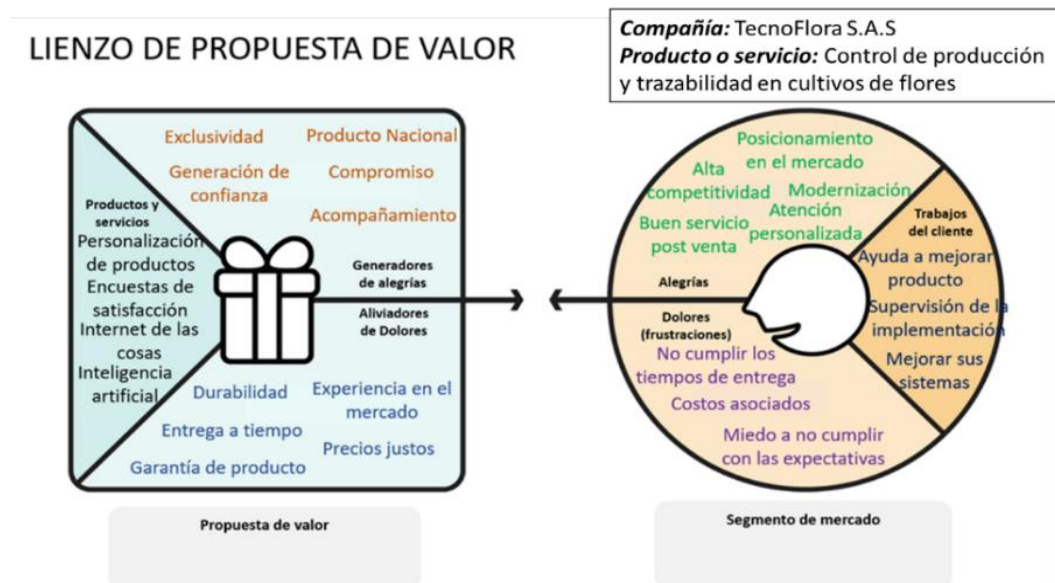 LIENZO DE PROPUESTA DE VALOR
Compañía: TecnoFlora S.A.S
Producto o servicio: Control de producción
y trazabilidad en cultivos de flores
Exclusividad
Producto Nacional
Generación de
confianza
Compromiso
Acompañamiento
Productos y
servicios
Personalización
de productos
Encuestas de
satisfacción
Internet de las
cosas
Inteligencia
artificial
Generadores
de alegrías
Aliviadores
de Dolores
Durabilidad
Experiencia en el
mercado
Entrega a tiempo
Precios justos
Garantía de producto
Propuesta de valor
Posicionamiento
en el mercado
Alta
competitividad
Modernización
Buen servicio
post venta
Atención
personalizada
Alegrías
Dolores
(frustraciones)
No cumplir los
tiempos de entrega
Costos asociados
Miedo a no cumplir
con las expectativas
Trabajos
del cliente
Ayuda a mejorar
producto
Supervisión de la
implementación
Mejorar sus
sistemas
Segmento de mercado